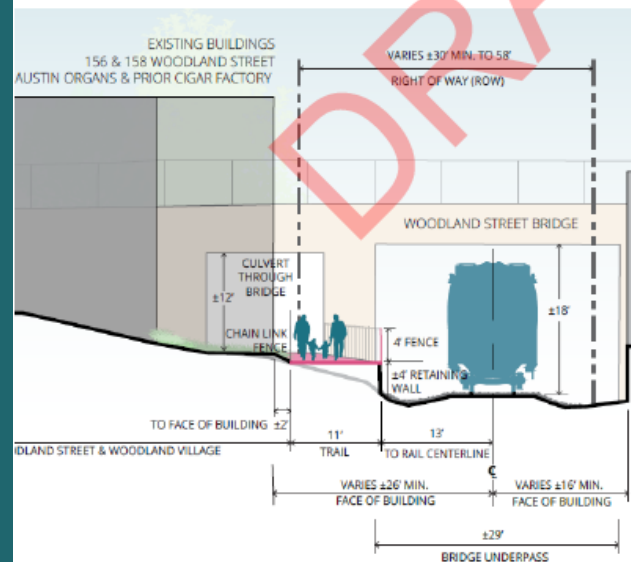 EXISTING BUILDINGS
156 & 158 WOODLAND STREET
AUSTIN ORGANS & PRIOR CIGAR FACTORY
VARIES ±30' MIN. TO 58'
RIGHT OF WAY (ROW)
DRA
WOODLAND STREET BRIDGE
CULVERT
THROUGH
BRIDGE
±12'
±18'
CHAIN LINK
FENCE
4' FENCE
±4' RETAINING
WALL
TO FACE OF BUILDING ±2'
11'
TRAIL
13'
TO RAIL CENTERLINE
DLAND STREET & WOODLAND VILLAGE
℄
VARIES ±26' MIN.
FACE OF BUILDING
VARIES ±16' MIN.
FACE OF BUILDING
±29'
BRIDGE UNDERPASS